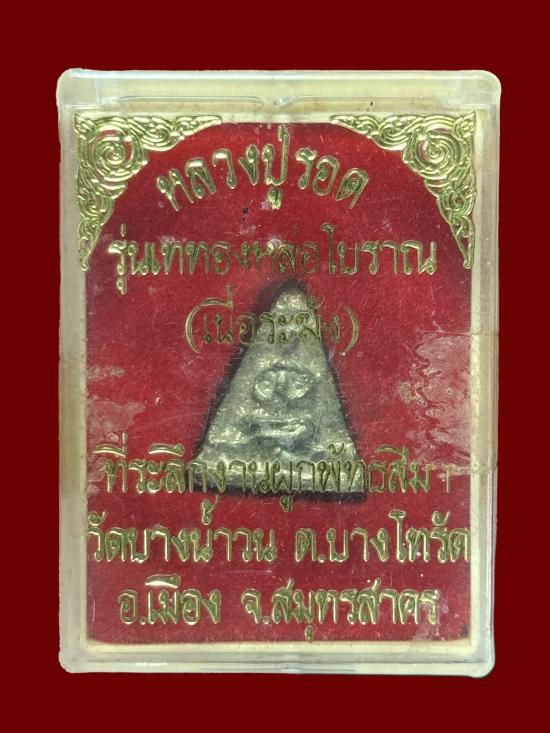 หลวงปู่รอด
รุ่นเททองหล่อโบราณ
(เนื้อระฆัง)
ที่ระลึกงานผูกพัทธสีมา
วัดบางน้ำวน ต.บางโทรัด
อ.เมือง จ.สมุทรสาคร